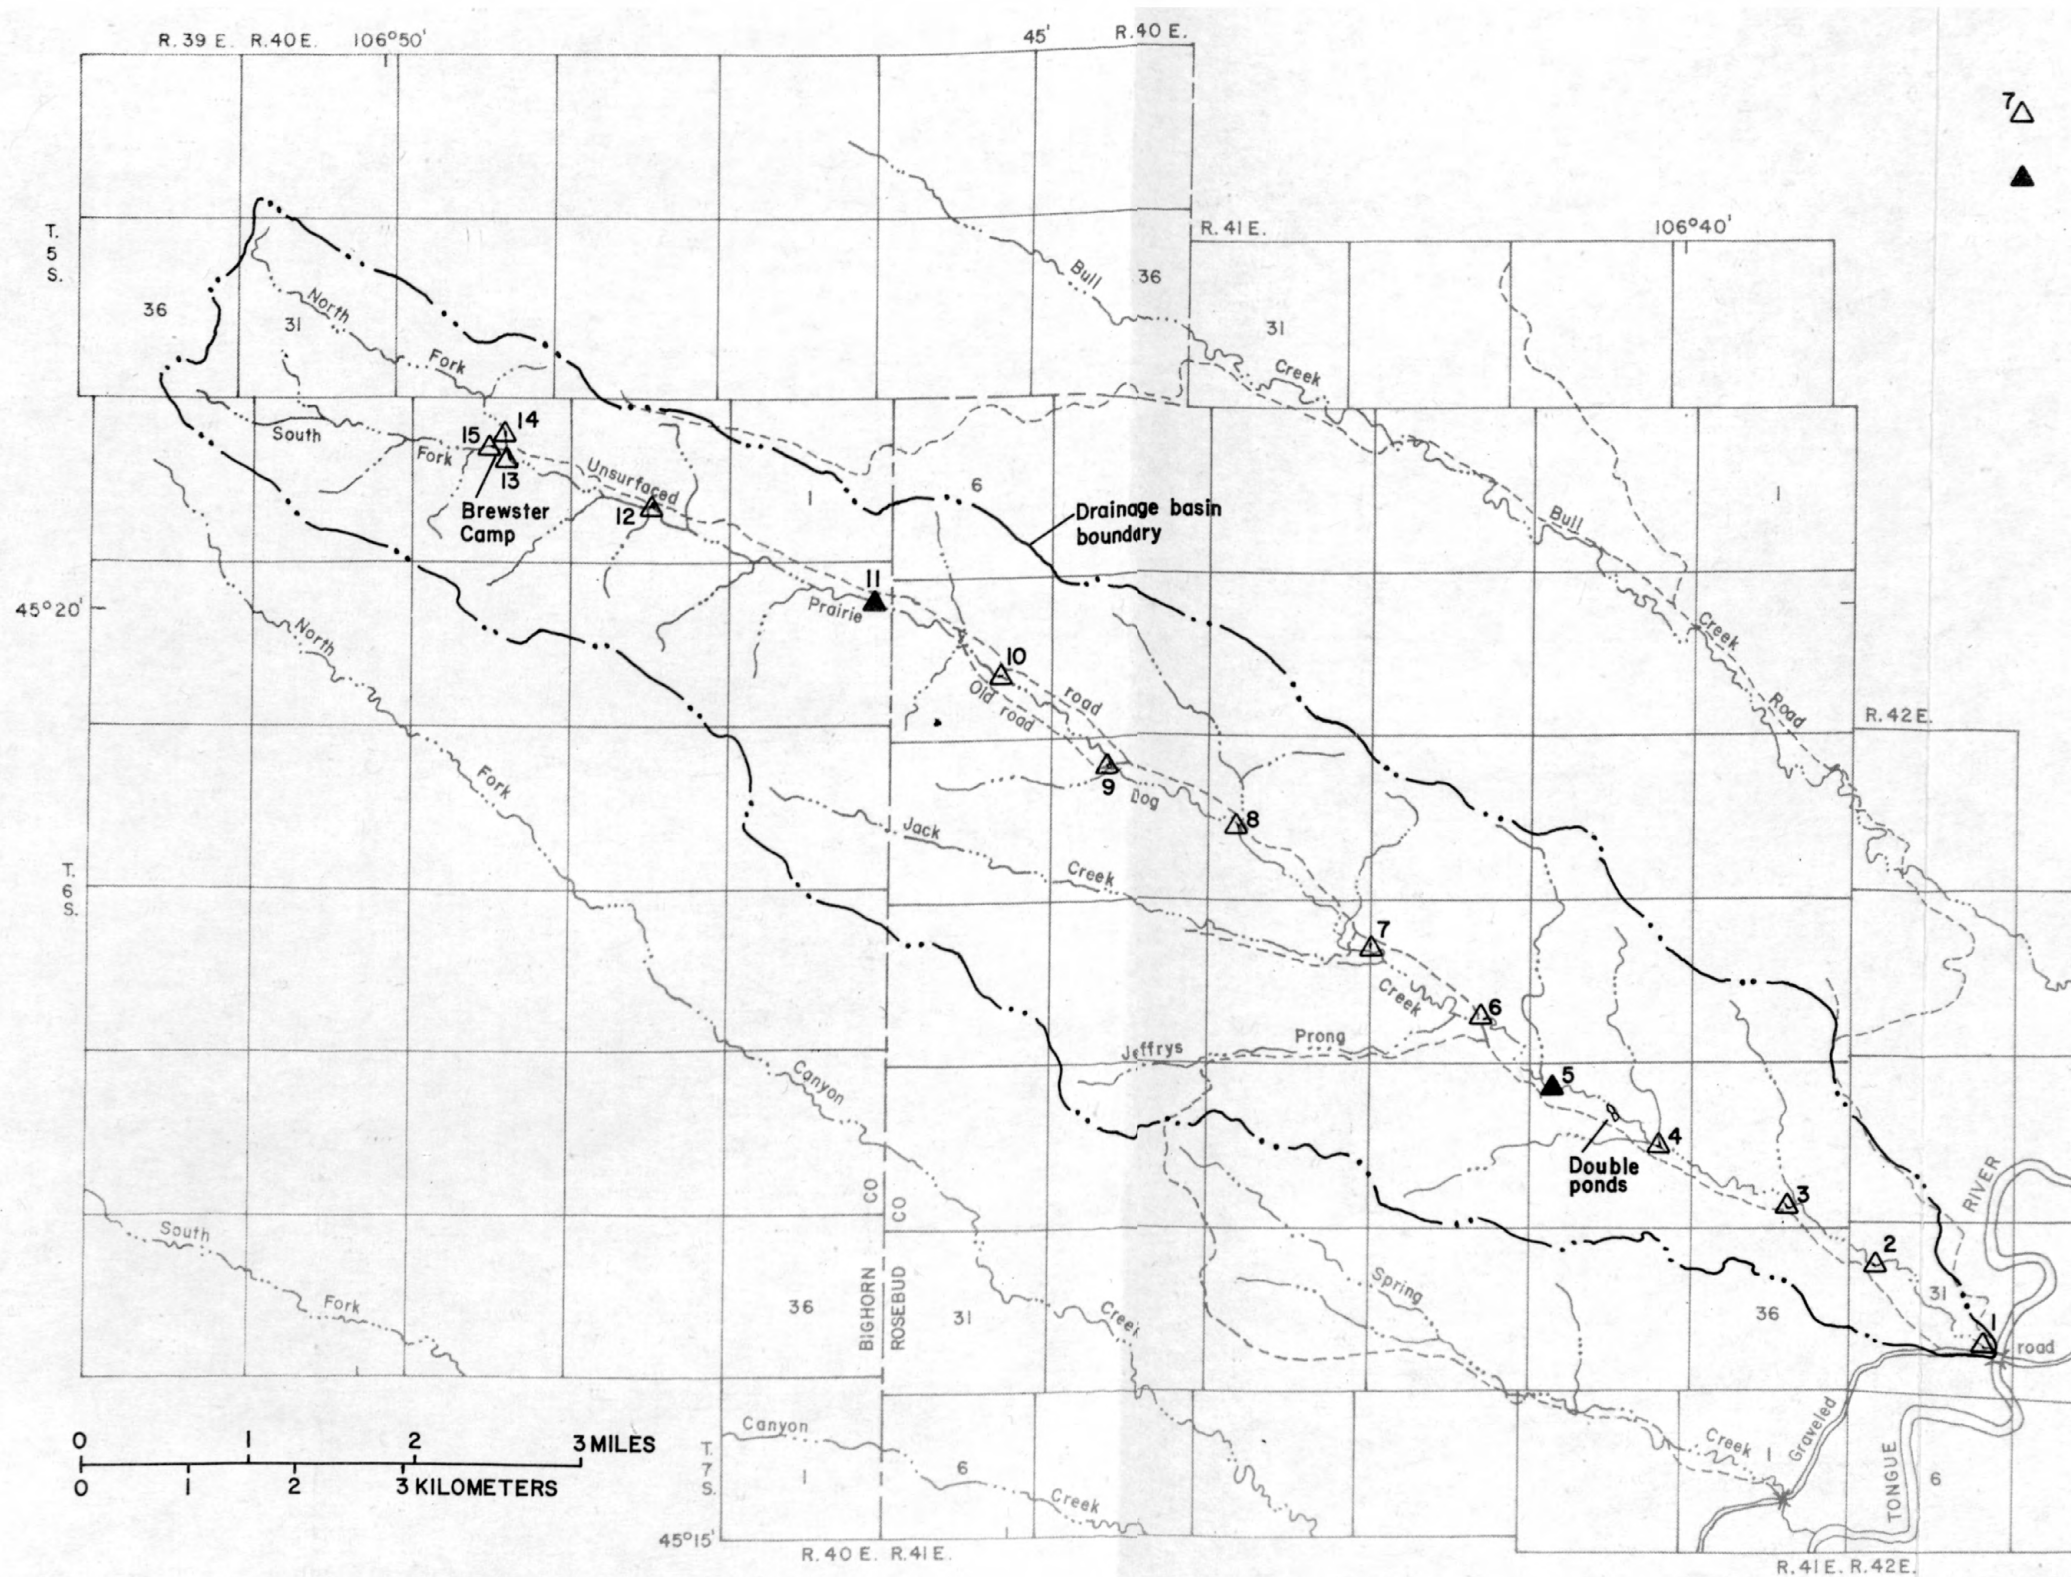 R. 39 E. R. 40 E. 106°50' 45' R. 40 E.
7
R. 41 E. 106°40'
T.
5
S.
36
31
North
Fork
Bull
36
31
Creek
South
Fork
15
14
13
Brewster
Camp
Unsurfaced
12
1
6
Drainage basin
boundary
Bull
1
45°20'
11
Prairie
Creek
North
10
Old road
road
Road
R. 42 E.
Fork
9
Dog
8
Jack
Creek
T.
6
S.
7
Creek
6
Jeffrys
Prong
Canyon
5
4
Double
ponds
3
RIVER
South
BIGHORN CO
ROSEBUD CO
2
Fork
36
31
Creek
Spring
36
31
1
road
Canyon
0 1 2 3 MILES
0 1 2 3 KILOMETERS
T.
7
S.
1
6
Creek
Creek
1
Graveled
TONGUE
6
45°15'
R. 40 E. R. 41 E.
R. 41 E. R. 42 E.